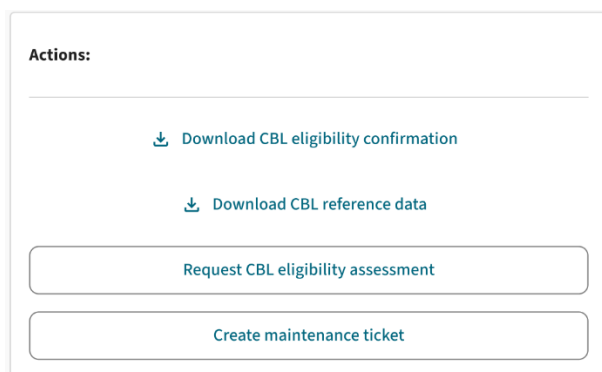 Actions:
Download CBL eligibility confirmation
Download CBL reference data
Request CBL eligibility assessment
Create maintenance ticket